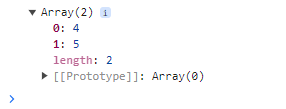 ▼ Array(2) i
0: 4
1: 5
length: 2
▶ [[Prototype]]: Array(0)
>